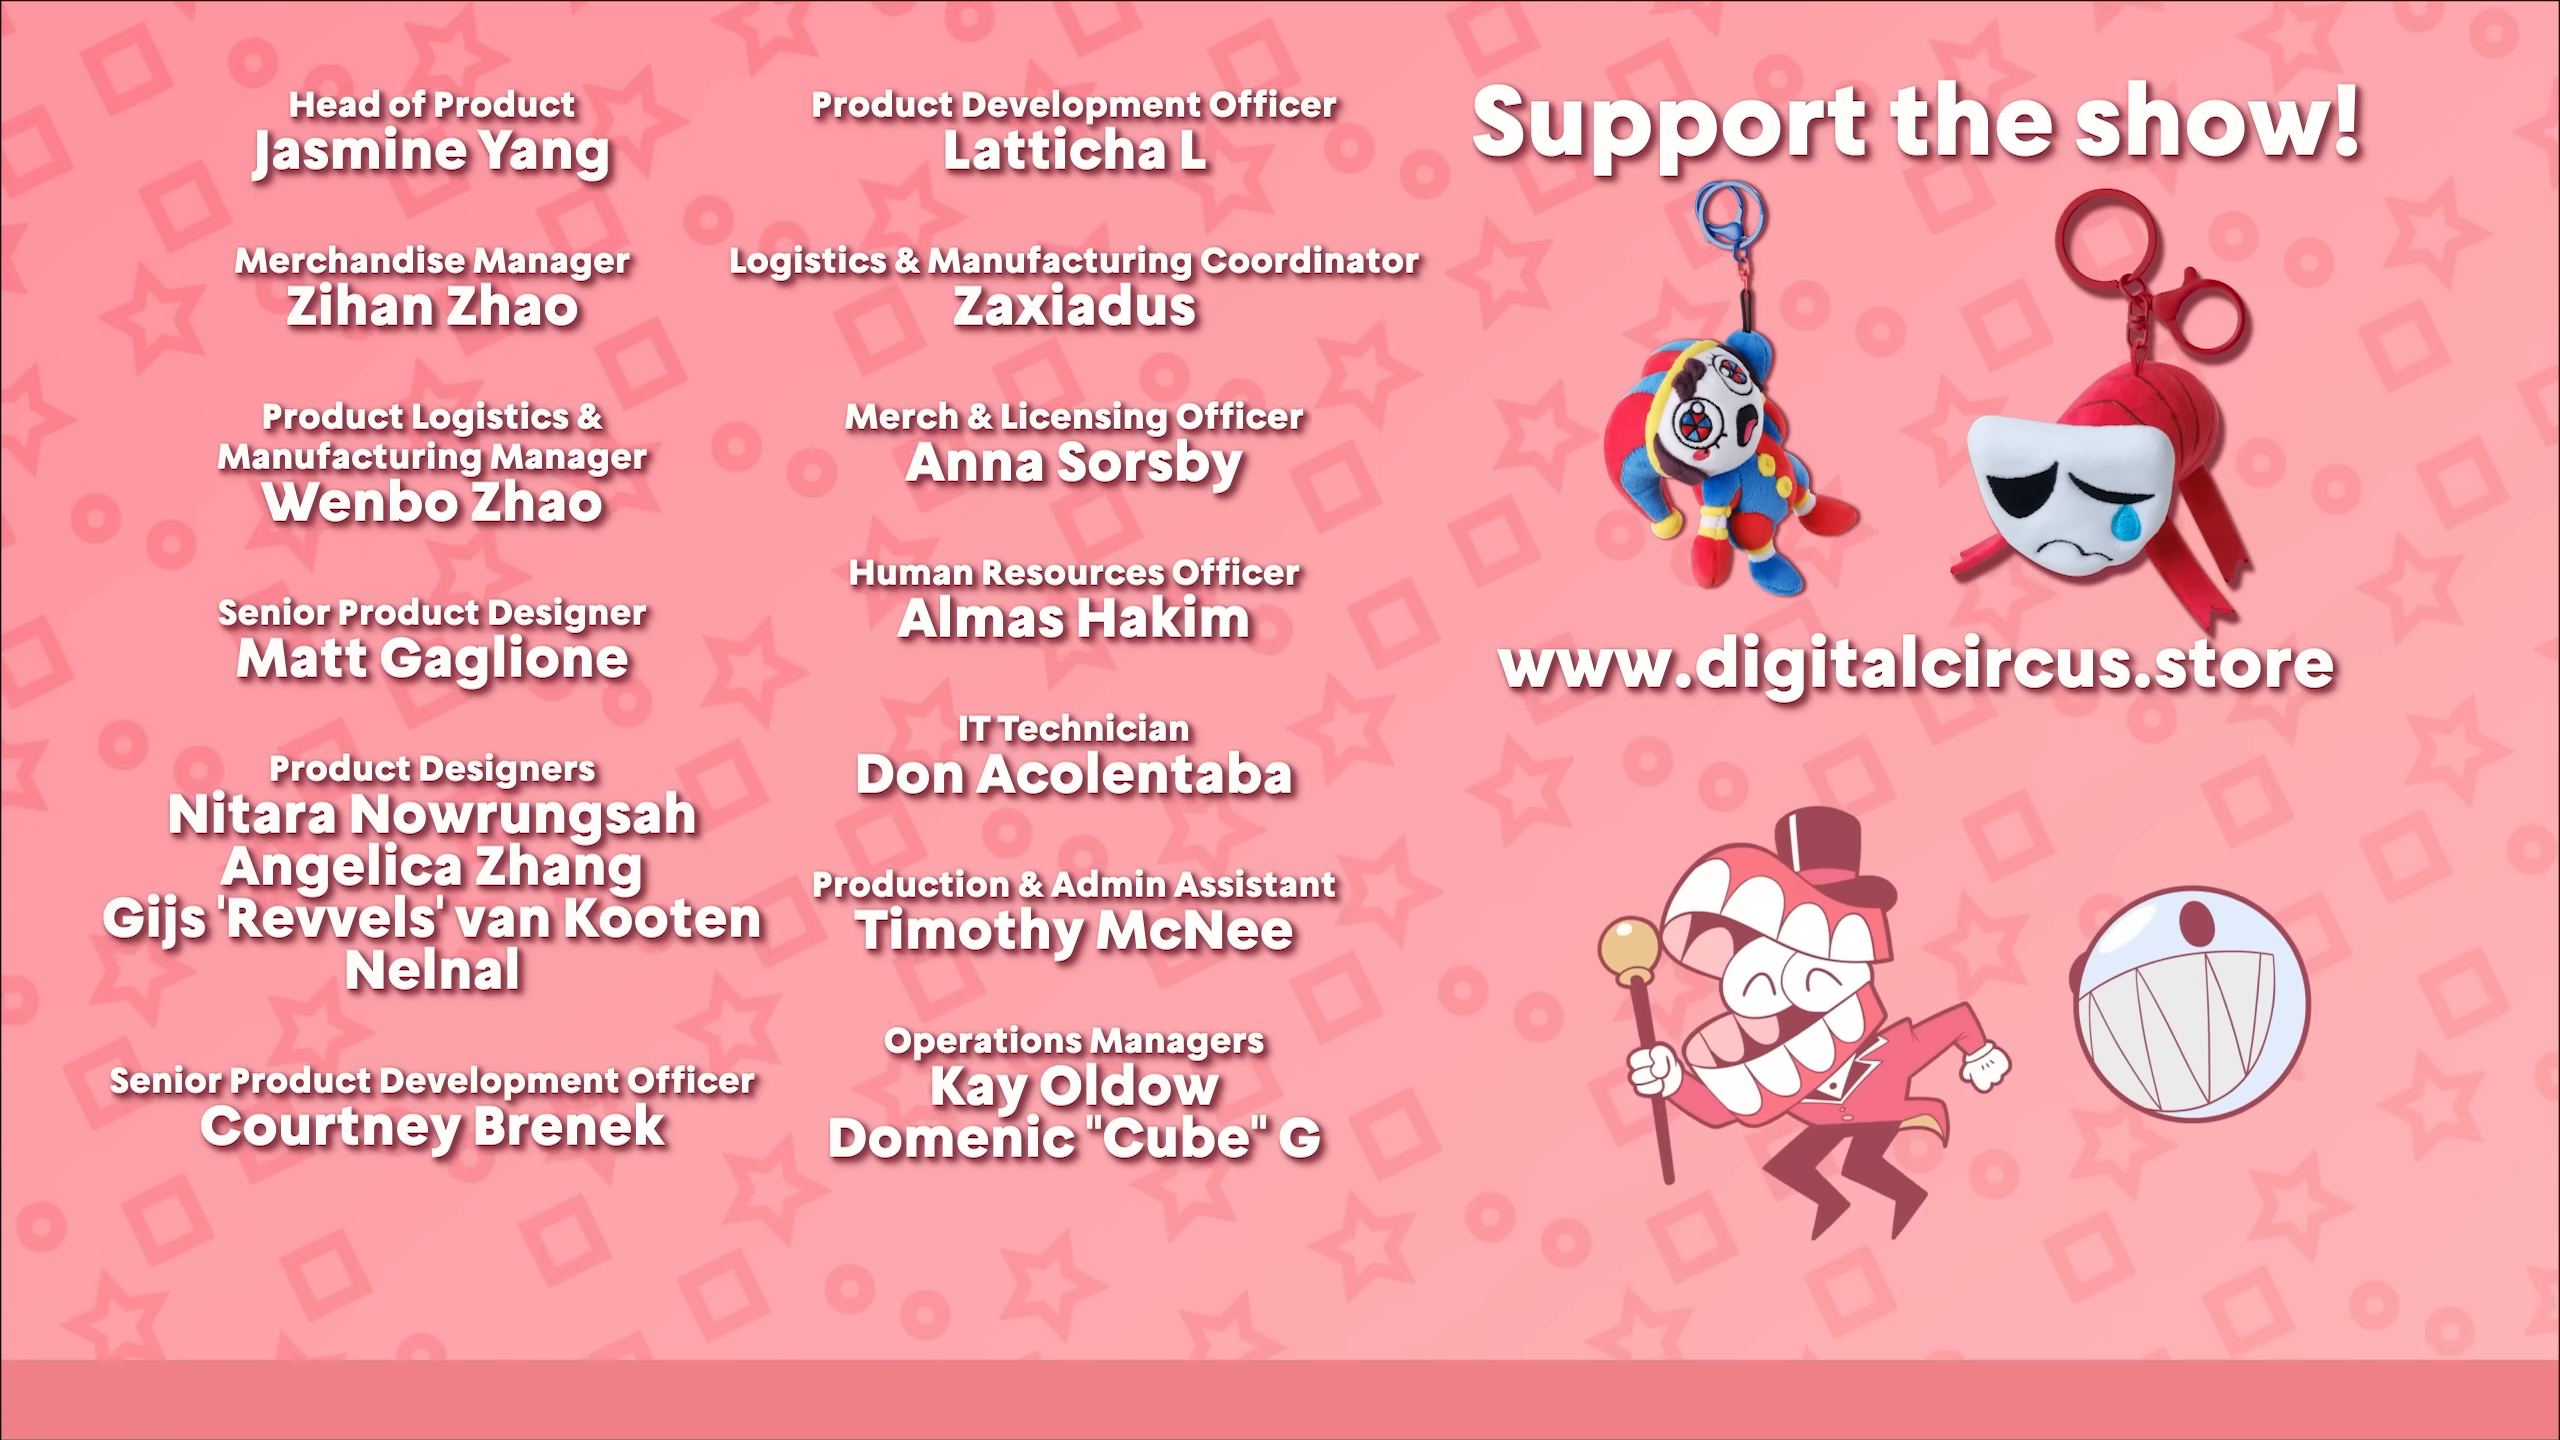 Head of Product
Jasmine Yang
Merchandise Manager
Zihan Zhao
Product Logistics &
Manufacturing Manager
Wenbo Zhao
Senior Product Designer
Matt Gaglione
Product Designers
Nitara Nowrungsah
Angelica Zhang
Gijs 'Revvels' van Kooten
Nelnal
Senior Product Development Officer
Courtney Brenek
Product Development Officer
Latticha L
Logistics & Manufacturing Coordinator
Zaxiadus
Merch & Licensing Officer
Anna Sorsby
Human Resources Officer
Almas Hakim
IT Technician
Don Acolentaba
Production & Admin Assistant
Timothy McNee
Operations Managers
Kay Oldow
Domenic "Cube" G
Support the show!
www.digitalcircus.store